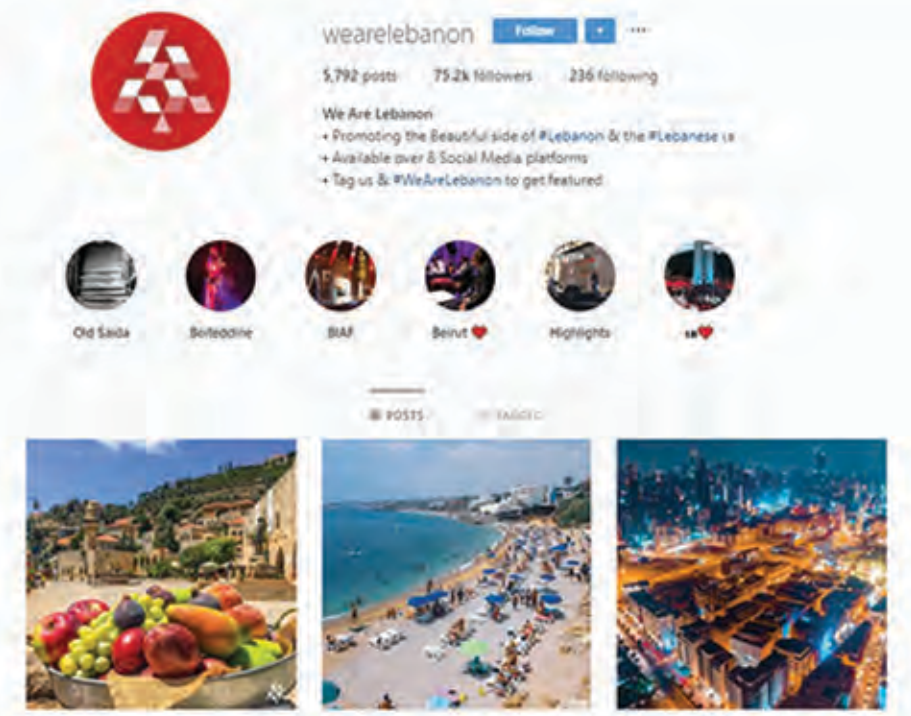 wearelebanon Follow
5,792 posts 75.2k followers 236 following
We Are Lebanon
Promoting the Beautiful side of #Lebanon & the #Lebanese
Available over 8 Social Media platforms
Tag us & #WeAreLebanon to get featured
Old Saida Beiteddine BIAF Beirut ❤ Highlights ❤
POSTS TAGGED